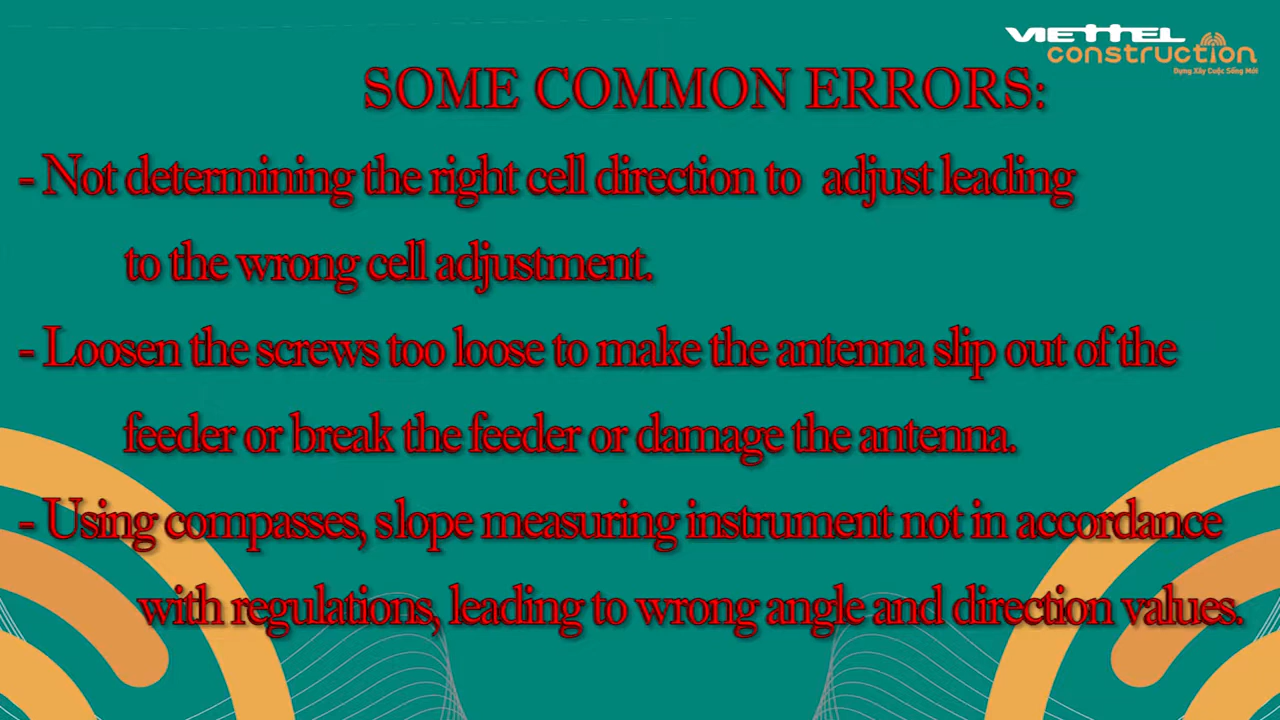 VIETTEL
construction
Dựng Xây Cuộc Sống Mới
SOME COMMON ERRORS:
- Not determining the right cell direction to adjust leading
to the wrong cell adjustment.
- Loosen the screws too loose to make the antenna slip out of the
feeder or break the feeder or damage the antenna.
- Using compasses, slope measuring instrument not in accordance
with regulations, leading to wrong angle and direction values.